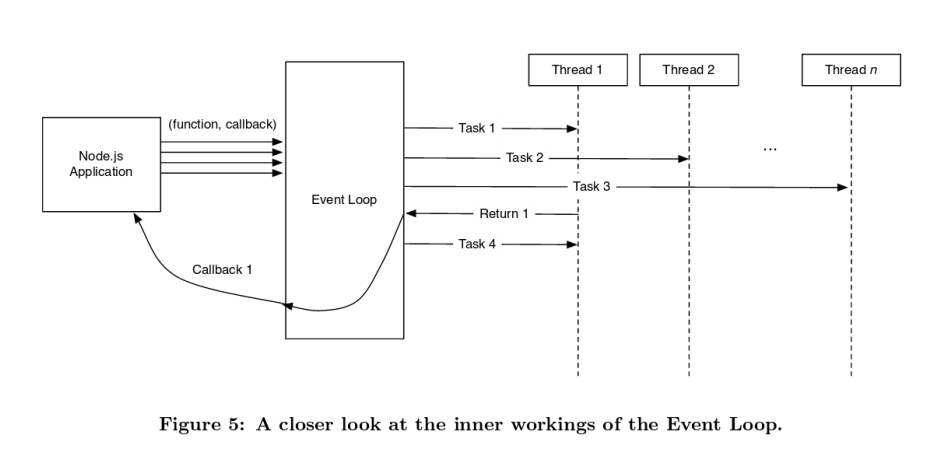 Thread 1
Thread 2
Thread n
(function, callback)
Task 1
...
Node.js
Application
Task 2
Task 3
Event Loop
Return 1
Task 4
Callback 1
Figure 5: A closer look at the inner workings of the Event Loop.